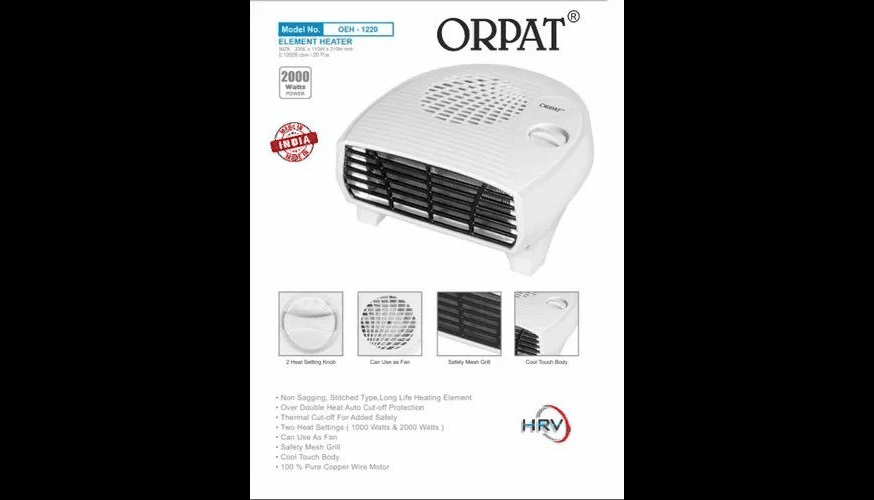 Model No. OEH - 1220
ORPAT®
ELEMENT HEATER
2000
Watts
POWER
ORPAT
MADE IN
INDIA
MADE IN
2 Heat Setting Knob
Can Use as Fan
Safety Mesh Grill
Cool Touch Body
• Non Sagging, Stitched Type,Long Life Heating Element
• Over Double Heat Auto Cut-off Protection
• Thermal Cut-off For Added Safety
• Two Heat Settings ( 1000 Watts & 2000 Watts )
• Can Use As Fan
• Safety Mesh Grill
• Cool Touch Body
• 100 % Pure Copper Wire Motor
HRV